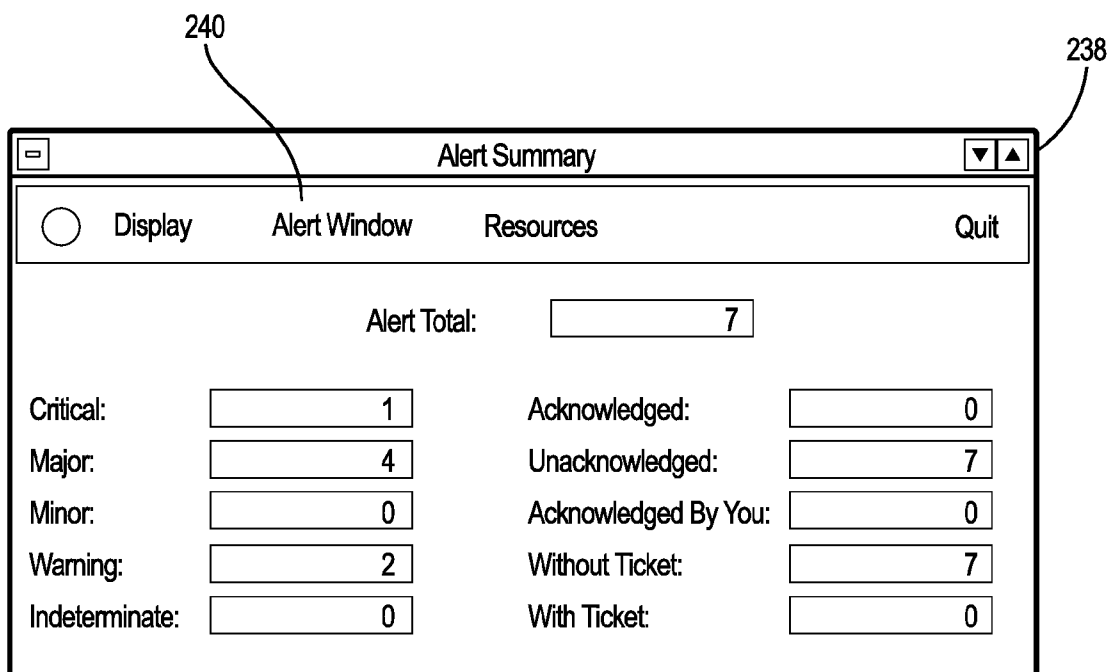 240
238
Alert Summary
Display Alert Window Resources Quit
Alert Total: 7
Critical: 1 Acknowledged: 0
Major: 4 Unacknowledged: 7
Minor: 0 Acknowledged By You: 0
Warning: 2 Without Ticket: 7
Indeterminate: 0 With Ticket: 0